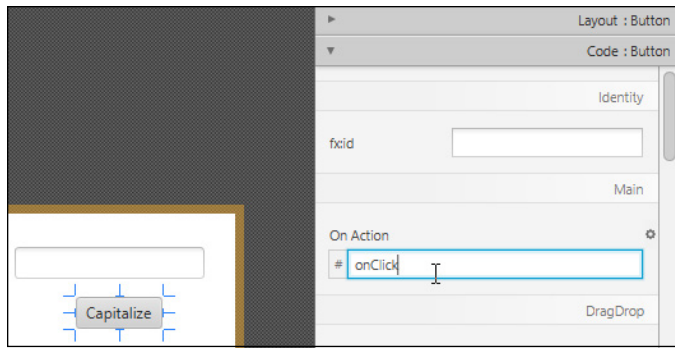 Layout : Button
Code : Button
Identity
fx:id
Main
On Action
# onClick
DragDrop
Capitalize